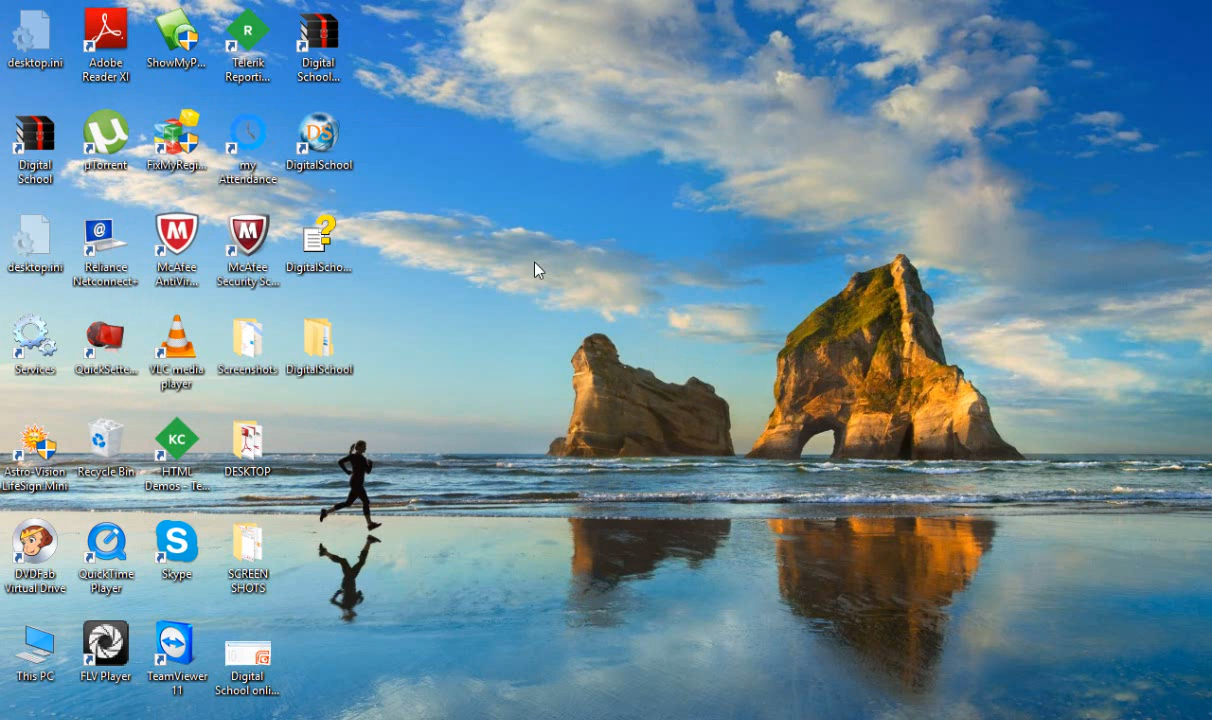 desktop.ini
Adobe
Reader XI
ShowMyP...
R
Telerik
Reporti...
Digital
School...
Digital
School
µ
µTorrent
FixMyRegi...
my
Attendance
DS
DigitalSchool
desktop.ini
@
Reliance
Netconnect+
M
McAfee
AntiVir...
M
McAfee
Security Sc...
?
DigitalScho...
Services
QuickSette...
VLC media
player
Screnshots
DigitalSchool
Astro-Vision
LifeSign Mini
Recycle Bin
KC
HTML
Demos - Te...
DESKTOP
DVDFab
Virtual Drive
QuickTime
Player
S
Skype
SCREEN
SHOTS
This PC
FLV Player
TeamViewer
11
Digital
School onli...